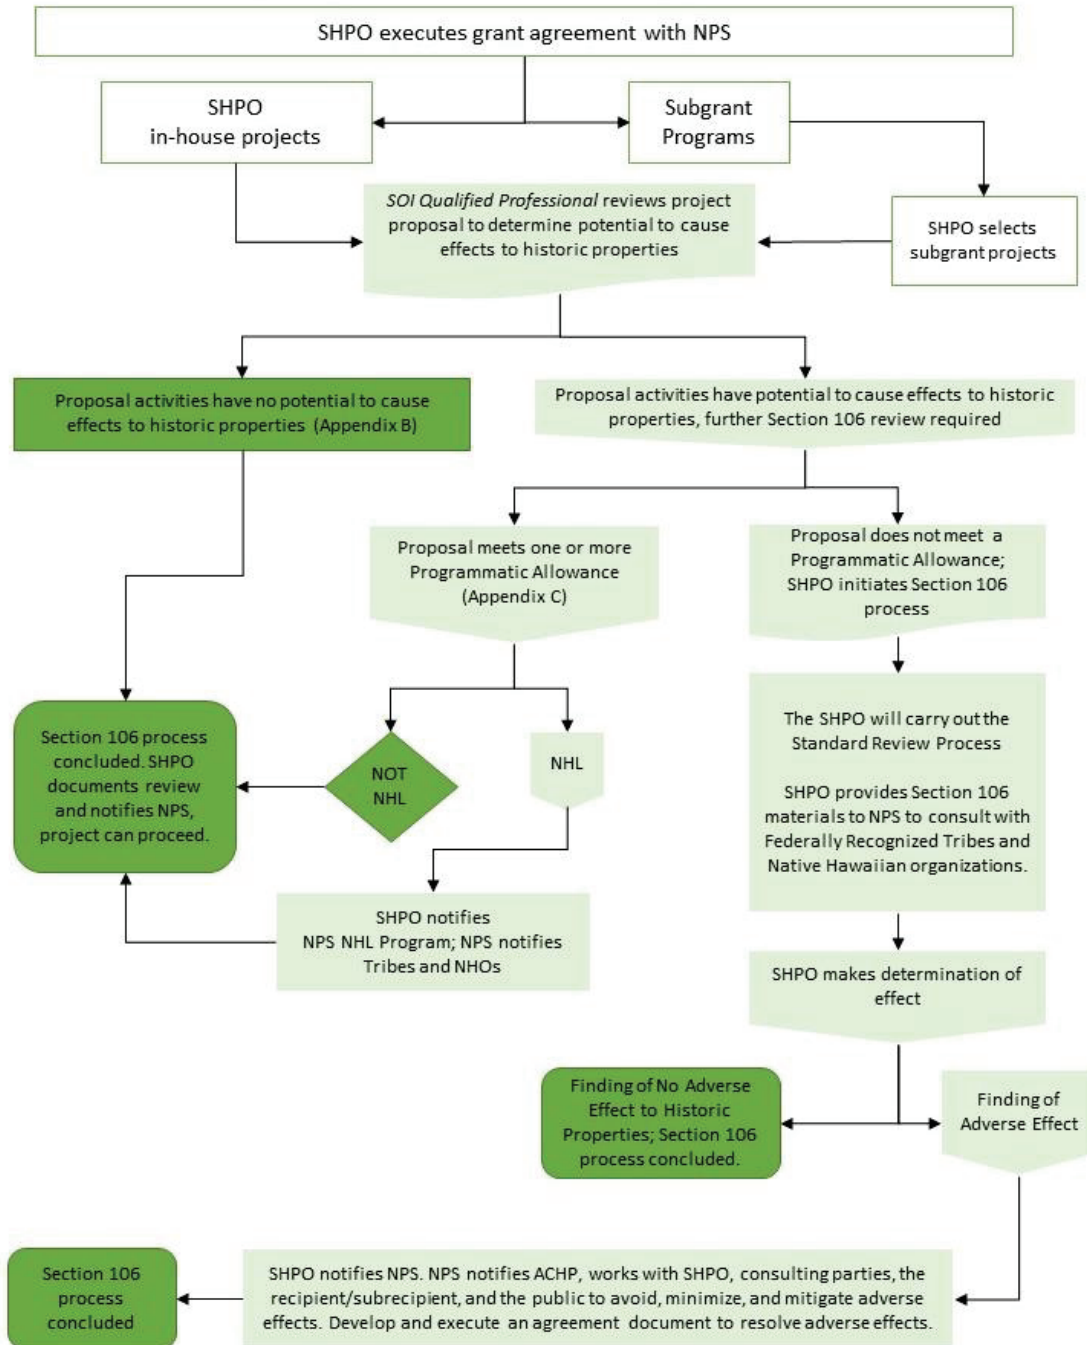 SHPO executes grant agreement with NPS
SHPO
in-house projects
Subgrant
Programs
SOI Qualified Professional reviews project
proposal to determine potential to cause
effects to historic properties
SHPO selects
subgrant projects
Proposal activities have no potential to cause
effects to historic properties (Appendix B)
Proposal activities have potential to cause effects to historic
properties, further Section 106 review required
Proposal meets one or more
Programmatic Allowance
(Appendix C)
Proposal does not meet a
Programmatic Allowance;
SHPO initiates Section 106
process
Section 106 process
concluded. SHPO
documents review
and notifies NPS,
project can proceed.
NOT
NHL
NHL
The SHPO will carry out the
Standard Review Process
SHPO provides Section 106
materials to NPS to consult with
Federally Recognized Tribes and
Native Hawaiian organizations.
SHPO notifies
NPS NHL Program; NPS notifies
Tribes and NHOs
SHPO makes determination of
effect
Finding of No Adverse
Effect to Historic
Properties; Section 106
process concluded.
Finding of
Adverse Effect
Section 106
process
concluded
SHPO notifies NPS. NPS notifies ACHP, works with SHPO, consulting parties, the
recipient/subrecipient, and the public to avoid, minimize, and mitigate adverse
effects. Develop and execute an agreement document to resolve adverse effects.